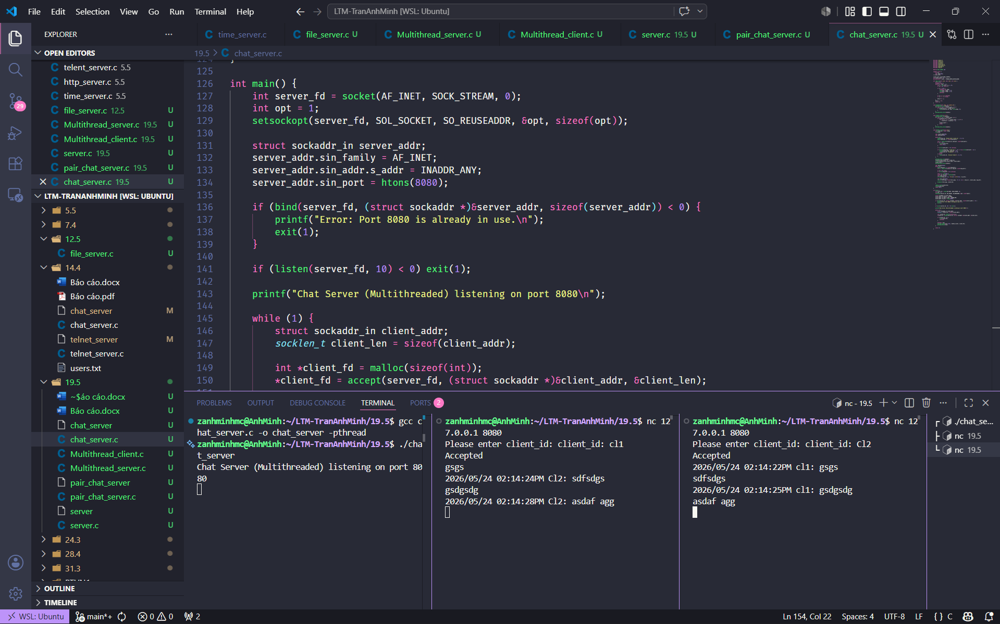 File Edit Selection View Go Run Terminal Help
LTM-TranAnhMinh [WSL: Ubuntu]
EXPLORER
time_server.c
file_server.c U
Multithread_server.c U
Multithread_client.c U
server.c 19.5 U
pair_chat_server.c U
chat_server.c 19.5 U
OPEN EDITORS
telent_server.c 5.5
http_server.c 5.5
time_server.c 5.5
file_server.c 12.5 U
Multithread_server.c 19.5 U
Multithread_client.c 19.5 U
server.c 19.5 U
pair_chat_server.c 19.5 U
chat_server.c 19.5 U
LTM-TRANANHMINH [WSL: UBUNTU]
5.5
7.4
12.5
file_server.c U
14.4
Báo cáo.docx
Báo cáo.pdf
chat_server M
chat_server.c
telnet_server M
telnet_server.c
users.txt
19.5
~$áo cáo.docx U
Báo cáo.docx U
chat_server U
chat_server.c U
Multithread_client.c U
Multithread_server.c U
pair_chat_server U
pair_chat_server.c U
server U
server.c U
24.3
28.4
31.3
OUTLINE
TIMELINE
29
19.5 > chat_server.c
124 }
125
126 int main() {
127 int server_fd = socket(AF_INET, SOCK_STREAM, 0);
128 int opt = 1;
129 setsockopt(server_fd, SOL_SOCKET, SO_REUSEADDR, &opt, sizeof(opt));
130
131 struct sockaddr_in server_addr;
132 server_addr.sin_family = AF_INET;
133 server_addr.sin_addr.s_addr = INADDR_ANY;
134 server_addr.sin_port = htons(8080);
135
136 if (bind(server_fd, (struct sockaddr *)&server_addr, sizeof(server_addr)) < 0) {
137 printf("Error: Port 8080 is already in use.\n");
138 exit(1);
139 }
140
141 if (listen(server_fd, 10) < 0) exit(1);
142
143 printf("Chat Server (Multithreaded) listening on port 8080\n");
144
145 while (1) {
146 struct sockaddr_in client_addr;
147 socklen_t client_len = sizeof(client_addr);
148
149 int *client_fd = malloc(sizeof(int));
150 *client_fd = accept(server_fd, (struct sockaddr *)&client_addr, &client_len);
PROBLEMS OUTPUT DEBUG CONSOLE TERMINAL PORTS 2
nc - 19.5
zanhminhmc@AnhMinh:~/LTM-TranAnhMinh/19.5$ gcc c
hat_server.c -o chat_server -pthread
zanhminhmc@AnhMinh:~/LTM-TranAnhMinh/19.5$ ./cha
t_server
Chat Server (Multithreaded) listening on port 80
80
zanhminhmc@AnhMinh:~/LTM-TranAnhMinh/19.5$ nc 12
7.0.0.1 8080
Please enter client_id: client_id: cl1
Accepted
gsgs
2026/05/24 02:14:24PM Cl2: sdfsdgs
gsdgsdg
2026/05/24 02:14:28PM Cl2: asdaf agg
zanhminhmc@AnhMinh:~/LTM-TranAnhMinh/19.5$ nc 12
7.0.0.1 8080
Please enter client_id: client_id: Cl2
Accepted
2026/05/24 02:14:22PM cl1: gsgs
sdfsdgs
2026/05/24 02:14:25PM cl1: gsdgsdg
asdaf agg
./chat_se...
nc 19.5
nc 19.5
WSL: Ubuntu main*+ 0 0 2
Ln 154, Col 22 Spaces: 4 UTF-8 LF {} C